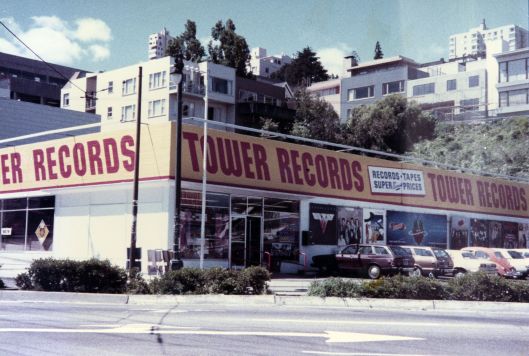 ER RECORDS
TOWER RECORDS
RECORDS·TAPES
SUPER PRICES
TOWER RECORDS